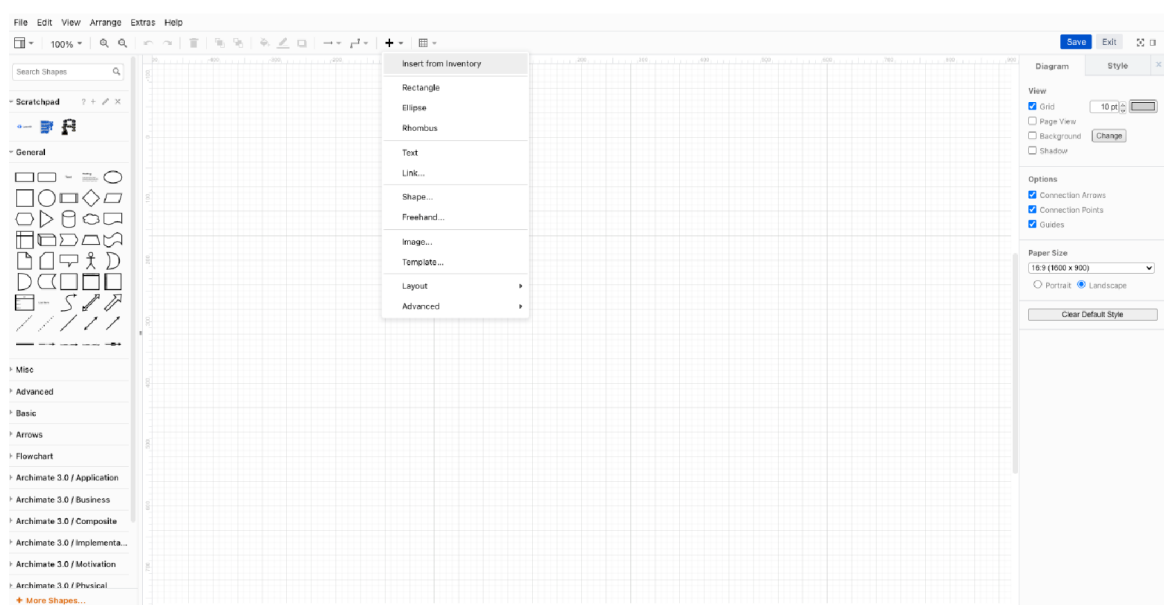 File Edit View Arrange Extras Help
100%
Save Exit
Search Shapes
Scratchpad ? + ×
General
Misc
Advanced
Basic
Arrows
Flowchart
Archimate 3.0 / Application
Archimate 3.0 / Business
Archimate 3.0 / Composite
Archimate 3.0 / Implementa...
Archimate 3.0 / Motivation
Archimate 3.0 / Physical
+ More Shapes...
Insert from Inventory
Rectangle
Ellipse
Rhombus
Text
Link...
Shape...
Freehand...
Image...
Template...
Layout
Advanced
Diagram Style
View
Grid 10 pt
Page View
Background Change
Shadow
Options
Connection Arrows
Connection Points
Guides
Paper Size
16:9 (1600 x 900)
Portrait Landscape
Clear Default Style